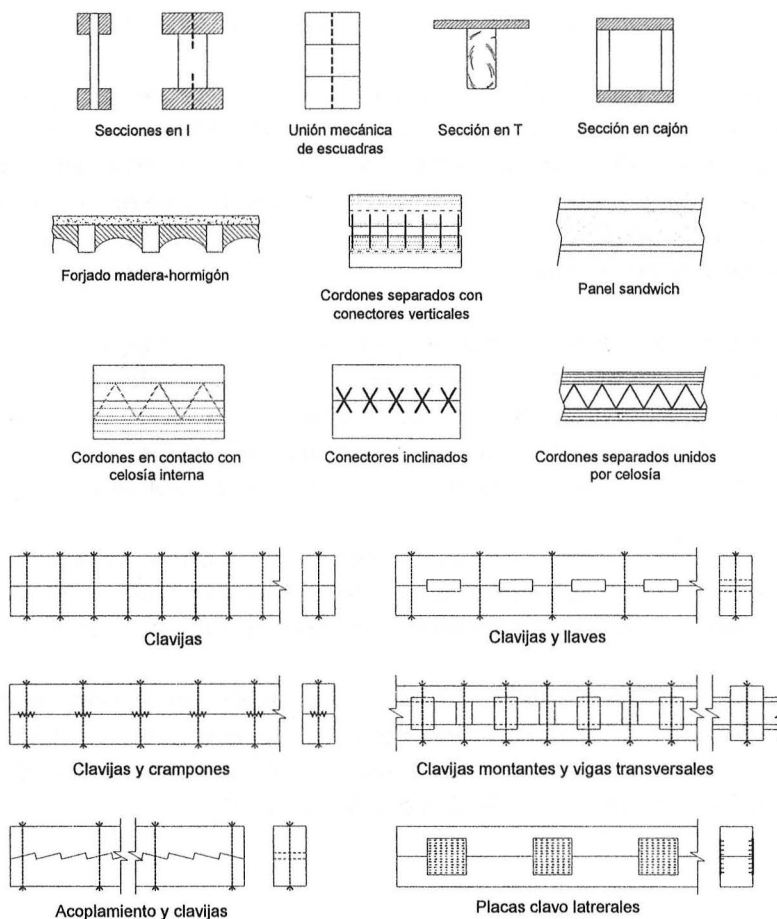 Secciones en I
Unión mecánica
de escuadras
Sección en T
Sección en cajón
Forjado madera-hormigón
Cordones separados con
conectores verticales
Panel sandwich
Cordones en contacto con
celosía interna
Conectores inclinados
Cordones separados unidos
por celosía
Clavijas
Clavijas y llaves
Clavijas y crampones
Clavijas montantes y vigas transversales
Acoplamiento y clavijas
Placas clavo latrerales